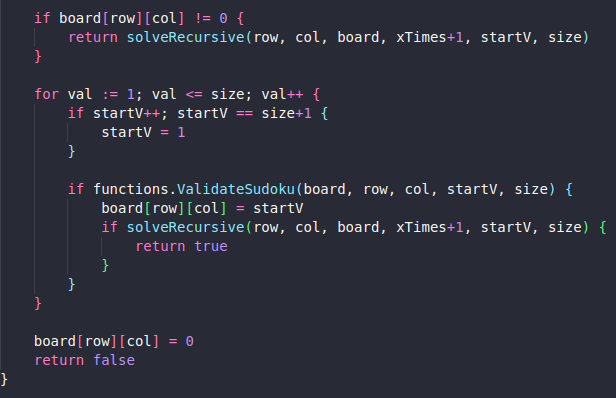 if board[row][col] != 0 {
return solveRecursive(row, col, board, xTimes+1, startV, size)
}
for val := 1; val <= size; val++ {
if startV++; startV == size+1 {
startV = 1
}
if functions.ValidateSudoku(board, row, col, startV, size) {
board[row][col] = startV
if solveRecursive(row, col, board, xTimes+1, startV, size) {
return true
}
}
}
board[row][col] = 0
return false
}